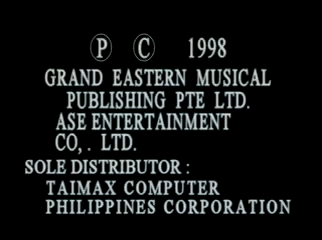 Ⓟ Ⓒ 1998
GRAND EASTERN MUSICAL
PUBLISHING PTE LTD.
ASE ENTERTAINMENT
CO,. LTD.
SOLE DISTRIBUTOR :
TAIMAX COMPUTER
PHILIPPINES CORPORATION